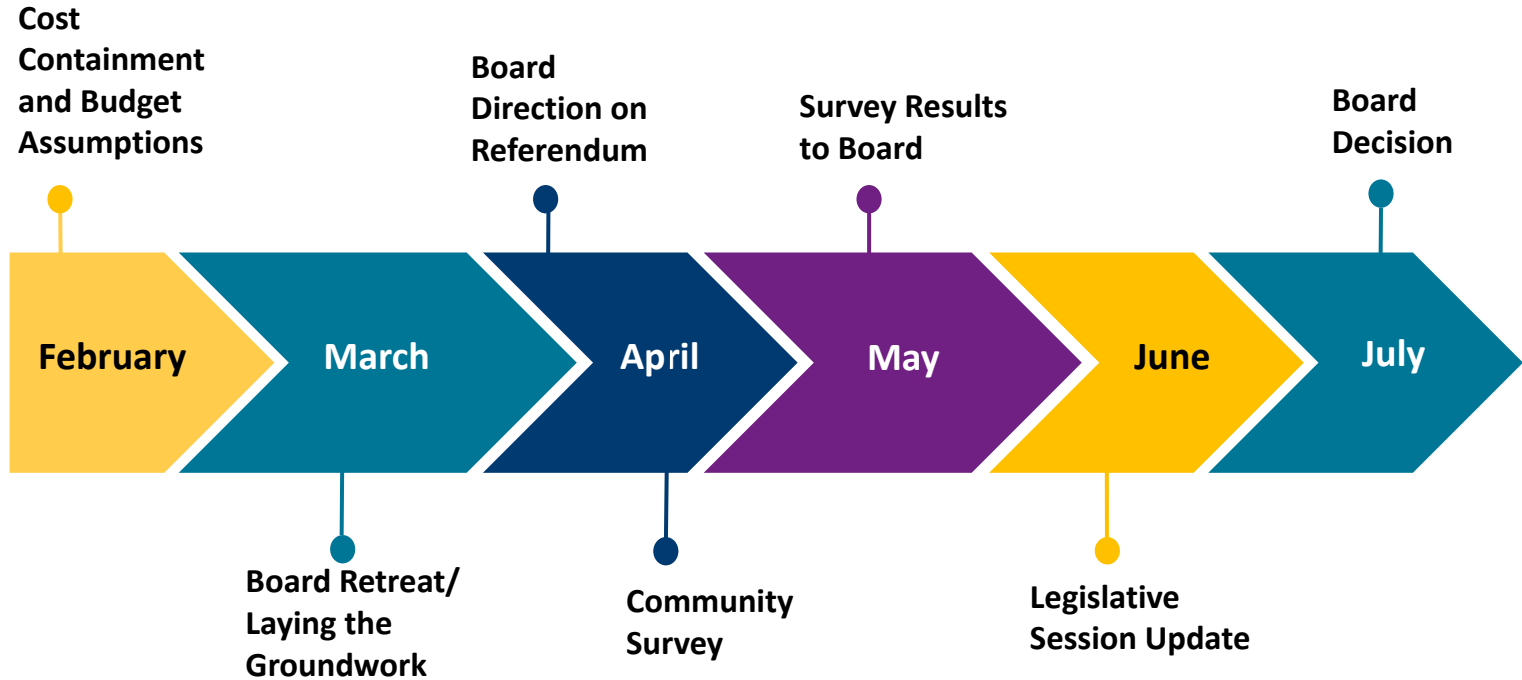 Cost
Containment
and Budget
Assumptions
Board
Direction on
Referendum
Survey Results
to Board
Board
Decision
February
March
April
May
June
July
Board Retreat/
Laying the
Groundwork
Community
Survey
Legislative
Session Update